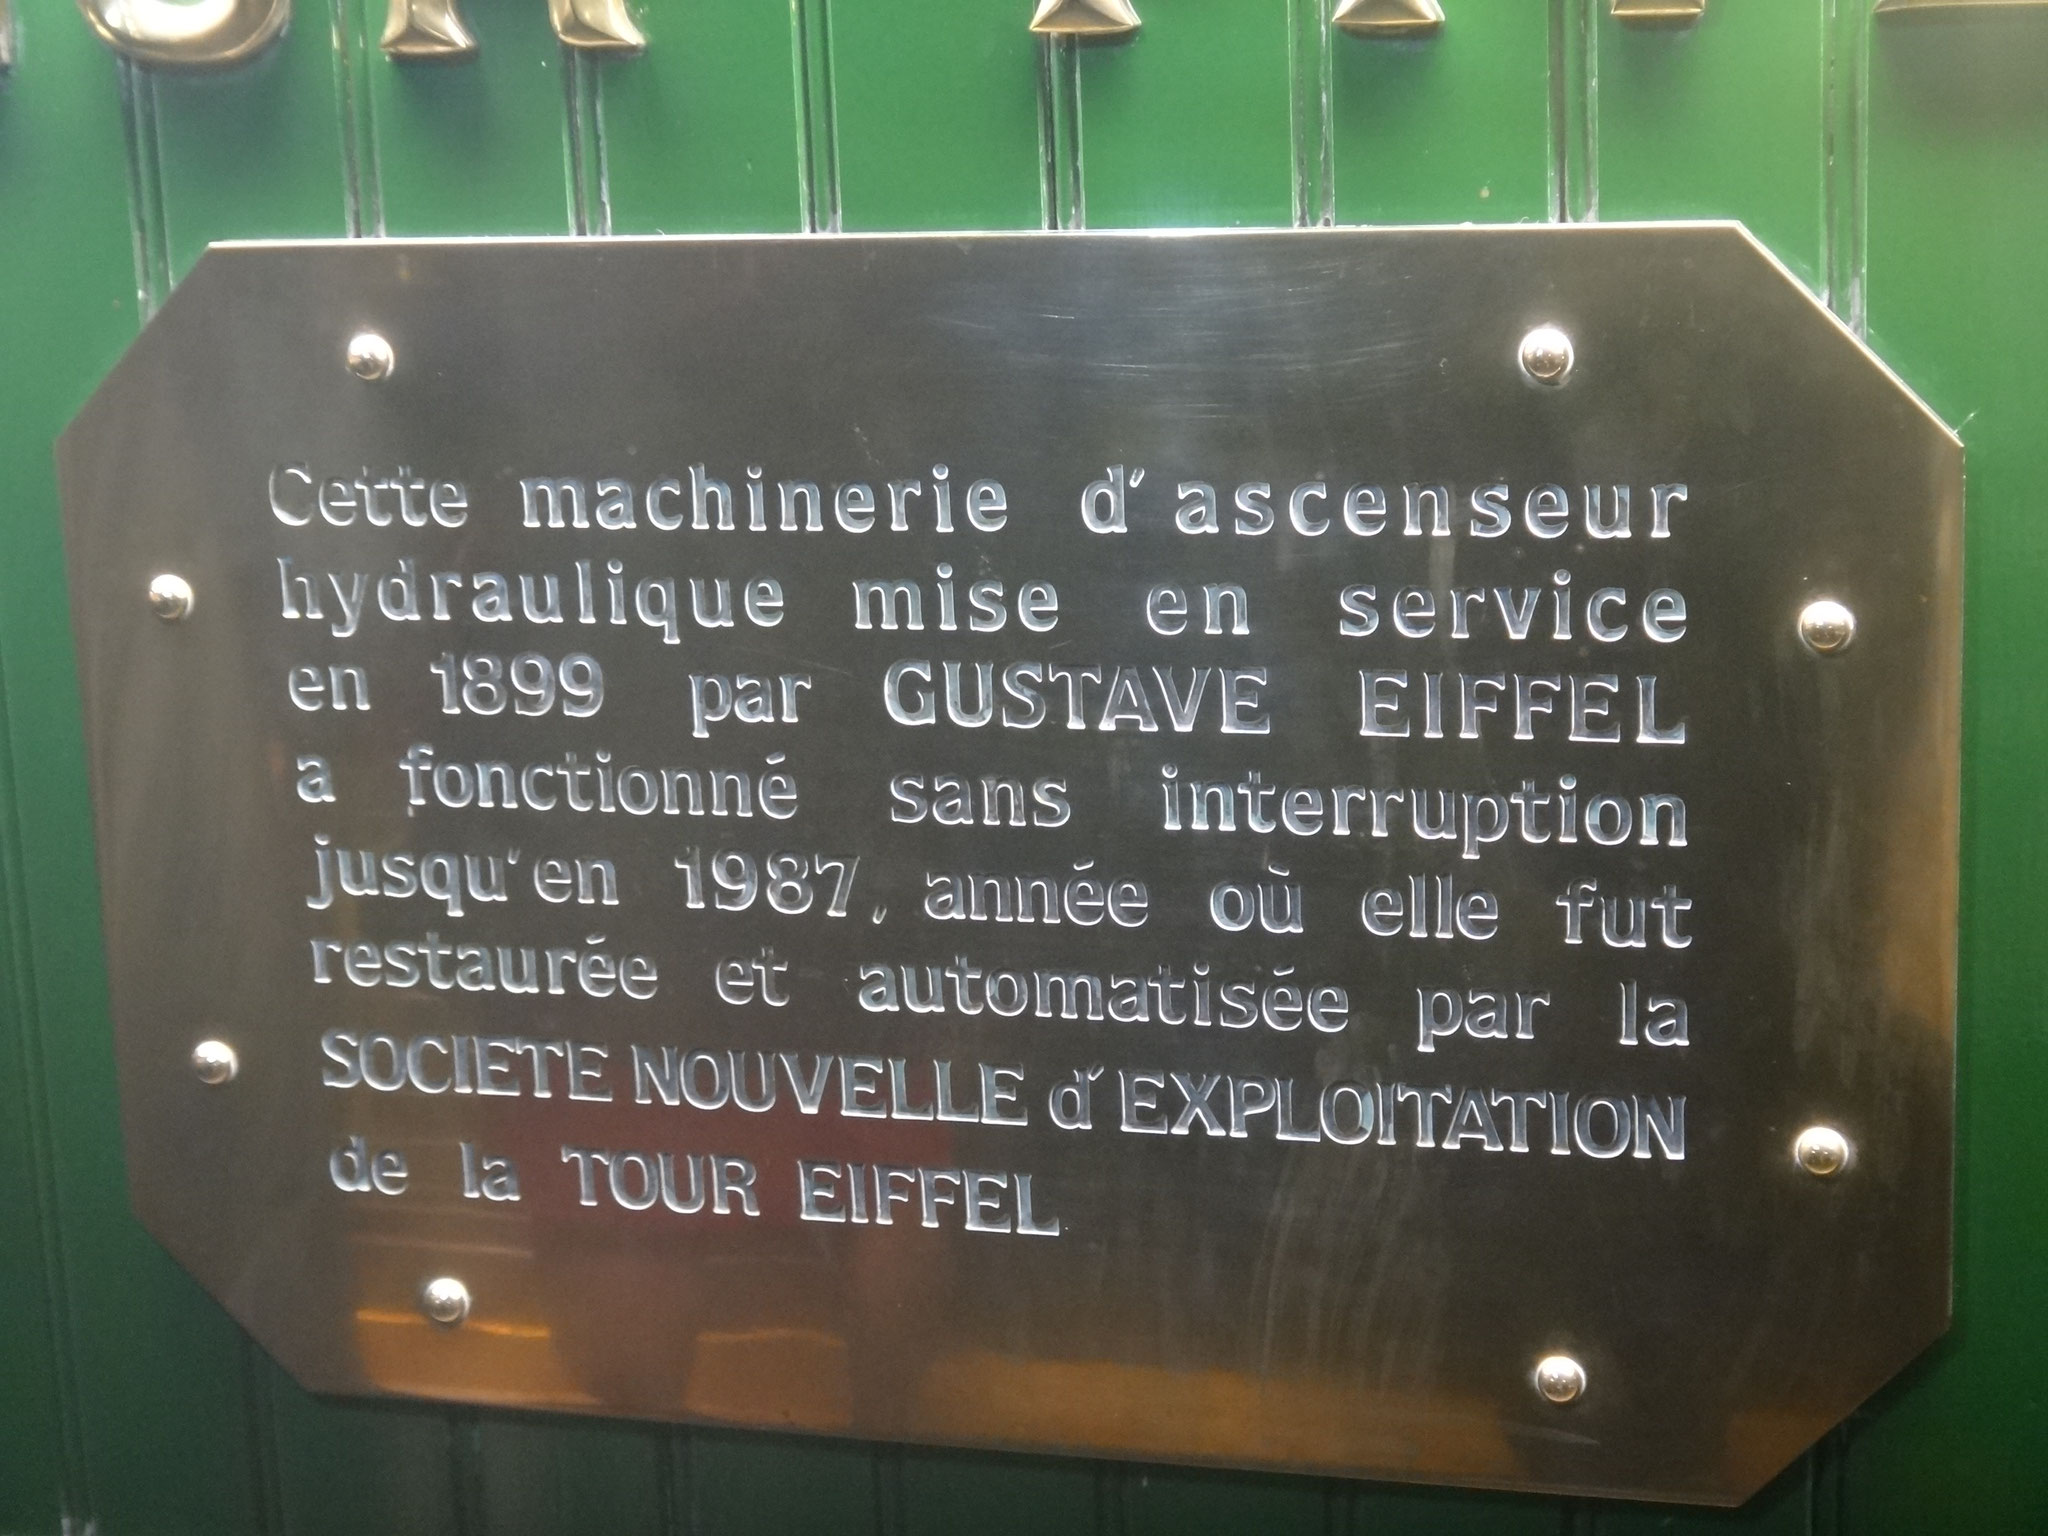 Cette machinerie d'ascenseur
hydraulique mise en service
en 1899 par GUSTAVE EIFFEL
a fonctionné sans interruption
jusqu'en 1987, année où elle fut
restaurée et automatisée par la
SOCIETE NOUVELLE d'EXPLOITATION
de la TOUR EIFFEL